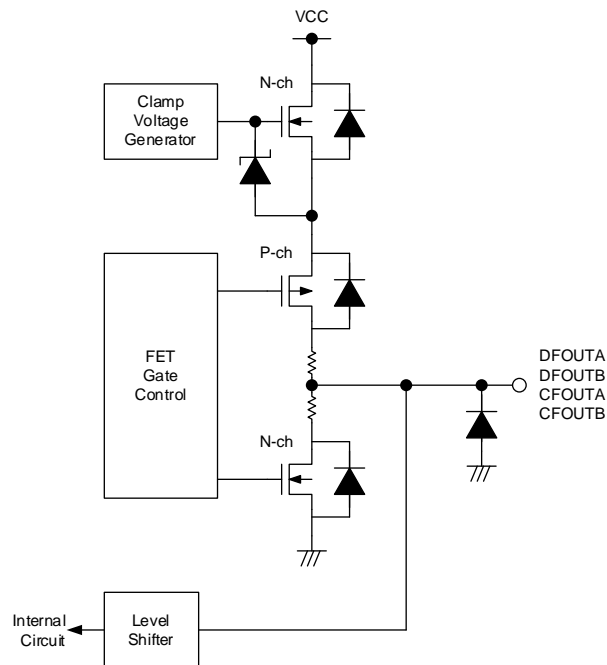 VCC
N-ch
Clamp
Voltage
Generator
P-ch
FET
Gate
Control
DFOUTA
DFOUTB
CFOUTA
CFOUTB
N-ch
Internal
Circuit
Level
Shifter